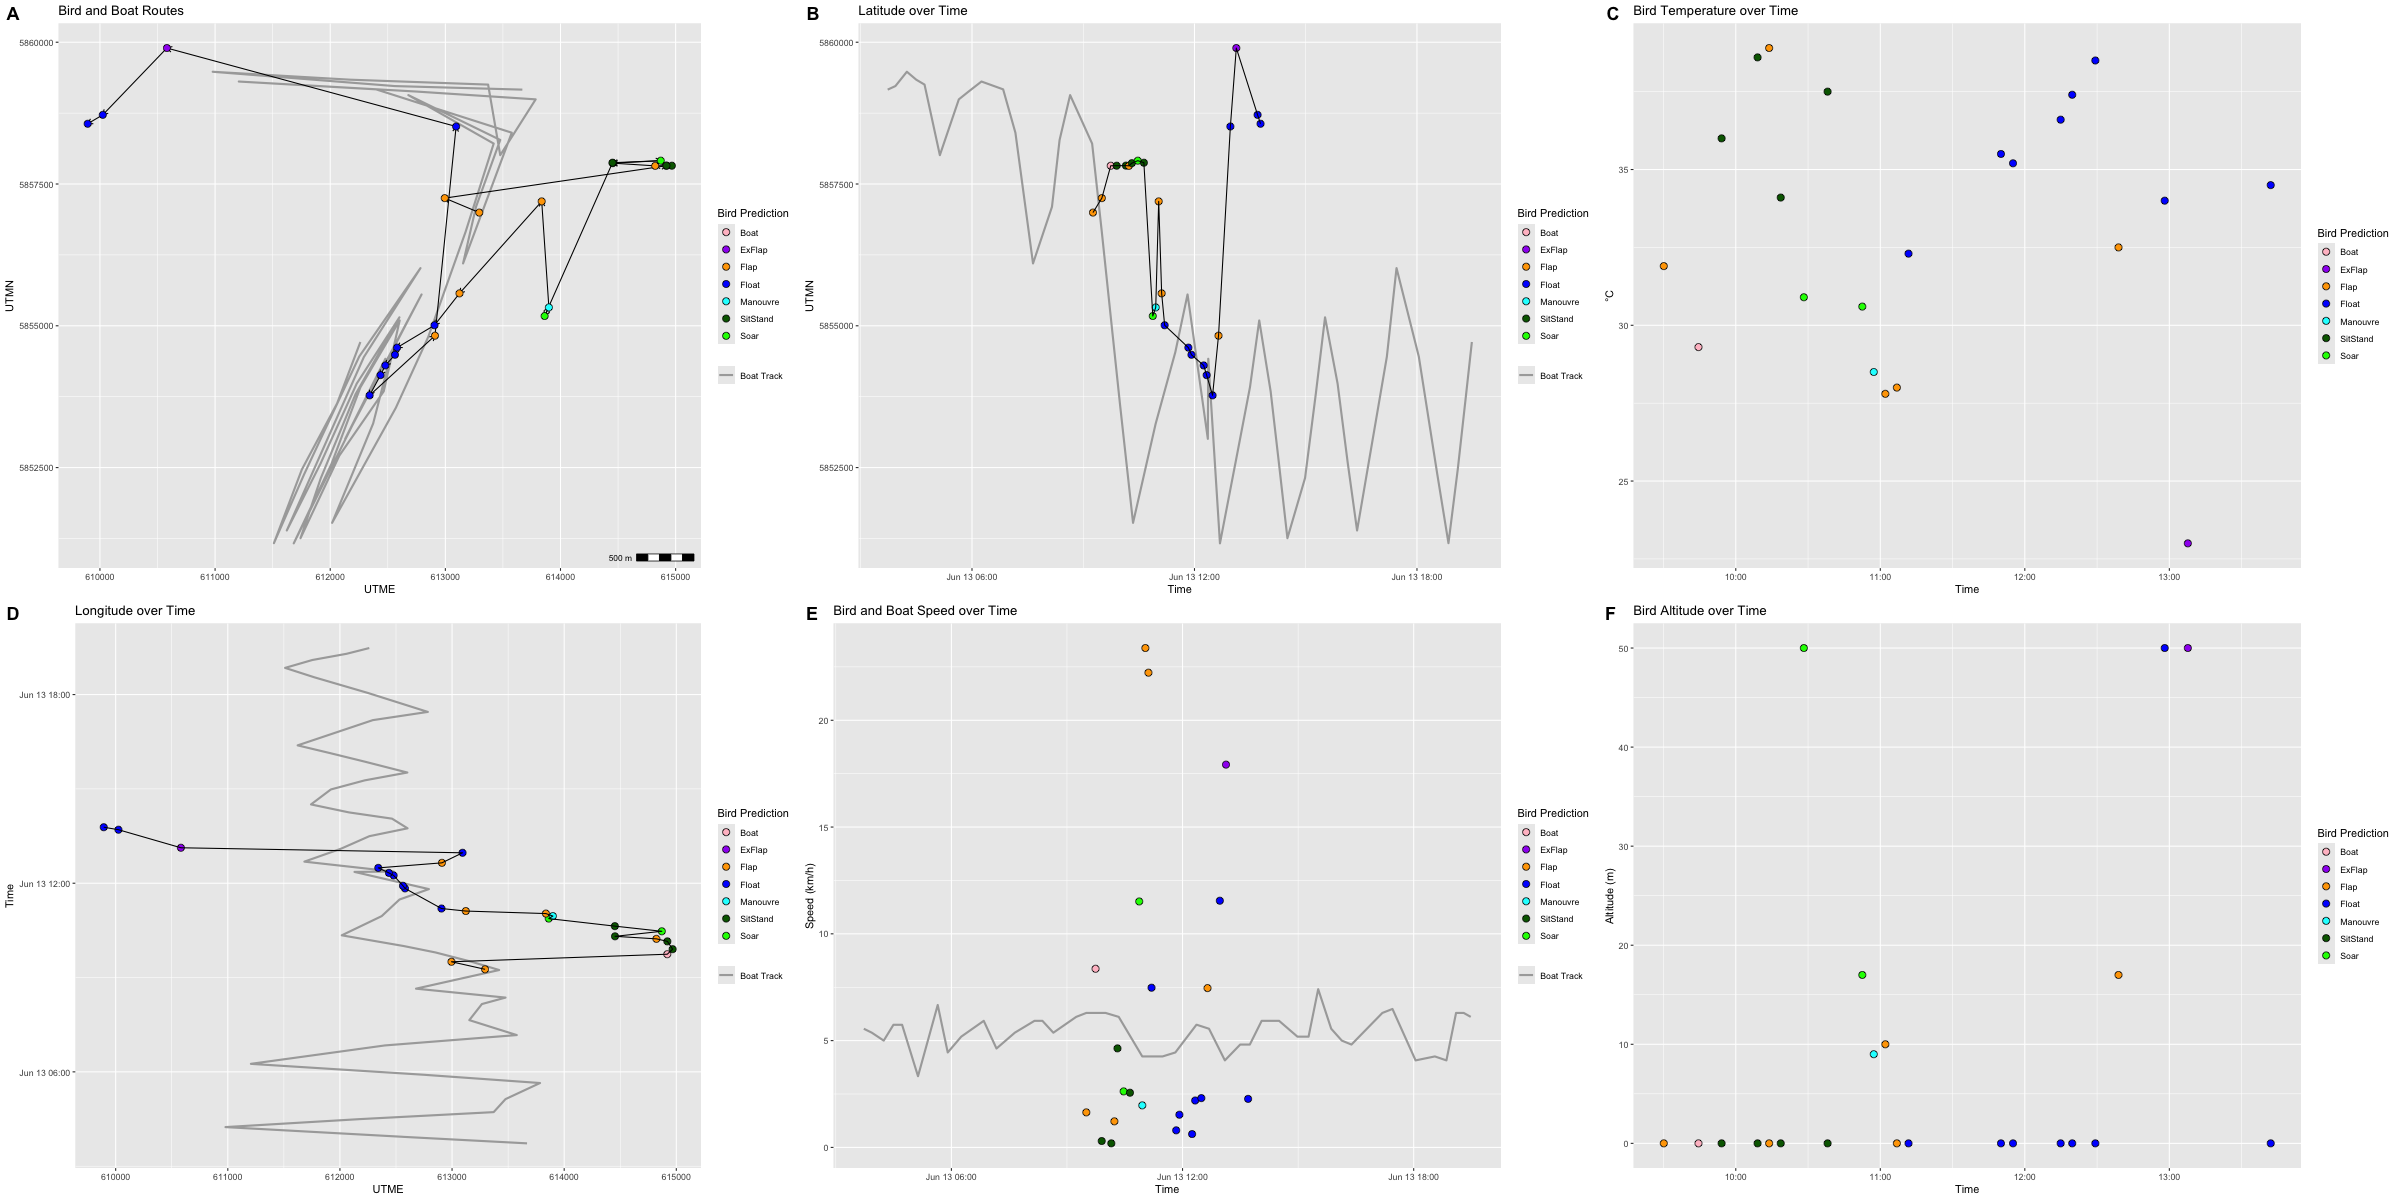 A Bird and Boat Routes
5860000
5857500
5855000
5852500
UTMN
610000 611000 612000 613000 614000 615000
UTME
500 m
Bird Prediction
Boat
ExFlap
Flap
Float
Manouvre
SitStand
Soar
Boat Track
B Latitude over Time
5860000
5857500
5855000
5852500
UTMN
Jun 13 06:00 Jun 13 12:00 Jun 13 18:00
Time
Bird Prediction
Boat
ExFlap
Flap
Float
Manouvre
SitStand
Soar
Boat Track
C Bird Temperature over Time
35
30
25
°C
10:00 11:00 12:00 13:00
Time
Bird Prediction
Boat
ExFlap
Flap
Float
Manouvre
SitStand
Soar
D Longitude over Time
Jun 13 18:00
Jun 13 12:00
Jun 13 06:00
Time
610000 611000 612000 613000 614000 615000
UTME
Bird Prediction
Boat
ExFlap
Flap
Float
Manouvre
SitStand
Soar
Boat Track
E Bird and Boat Speed over Time
20
15
10
5
0
Speed (km/h)
Jun 13 06:00 Jun 13 12:00 Jun 13 18:00
Time
Bird Prediction
Boat
ExFlap
Flap
Float
Manouvre
SitStand
Soar
Boat Track
F Bird Altitude over Time
50
40
30
20
10
0
Altitude (m)
10:00 11:00 12:00 13:00
Time
Bird Prediction
Boat
ExFlap
Flap
Float
Manouvre
SitStand
Soar